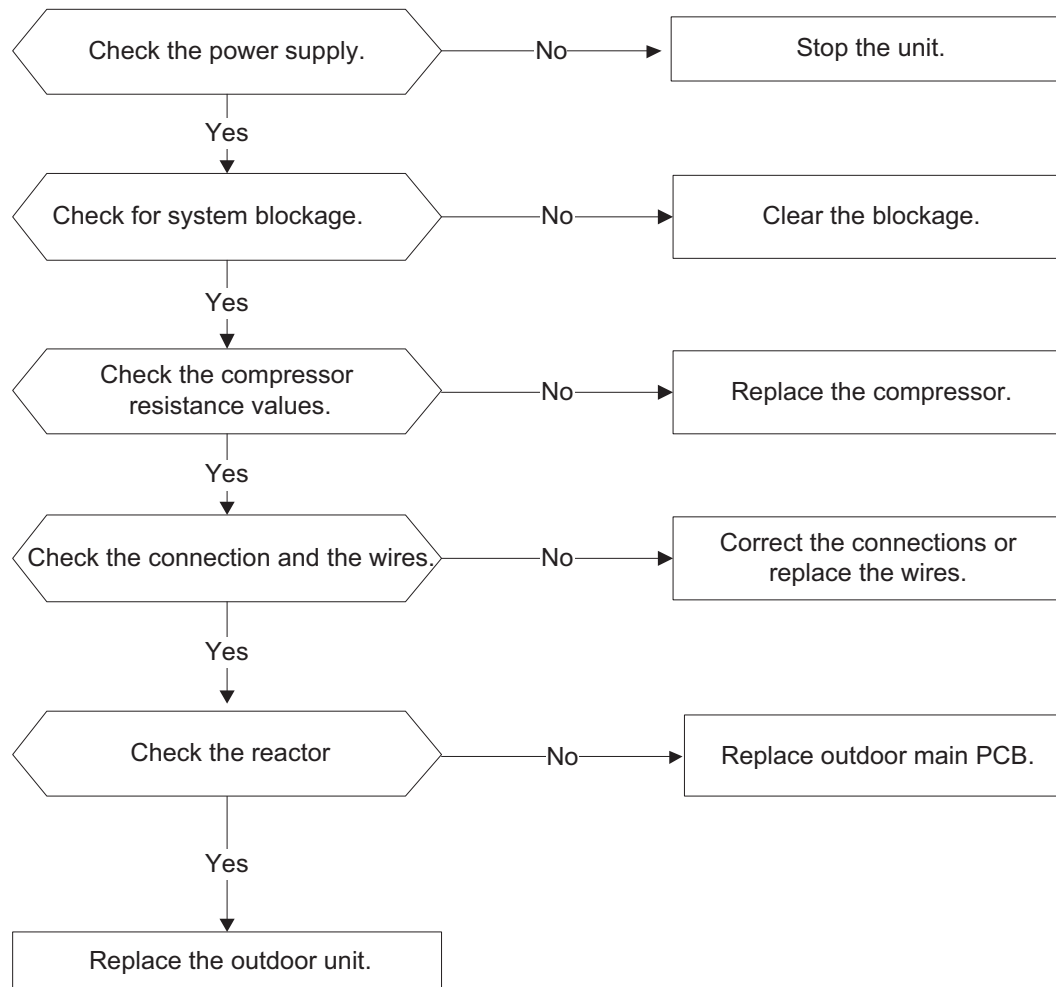 Check the power supply.
No
Stop the unit.
Yes
Check for system blockage.
No
Clear the blockage.
Yes
Check the compressor
resistance values.
No
Replace the compressor.
Yes
Check the connection and the wires.
No
Correct the connections or
replace the wires.
Yes
Check the reactor
No
Replace outdoor main PCB.
Yes
Replace the outdoor unit.